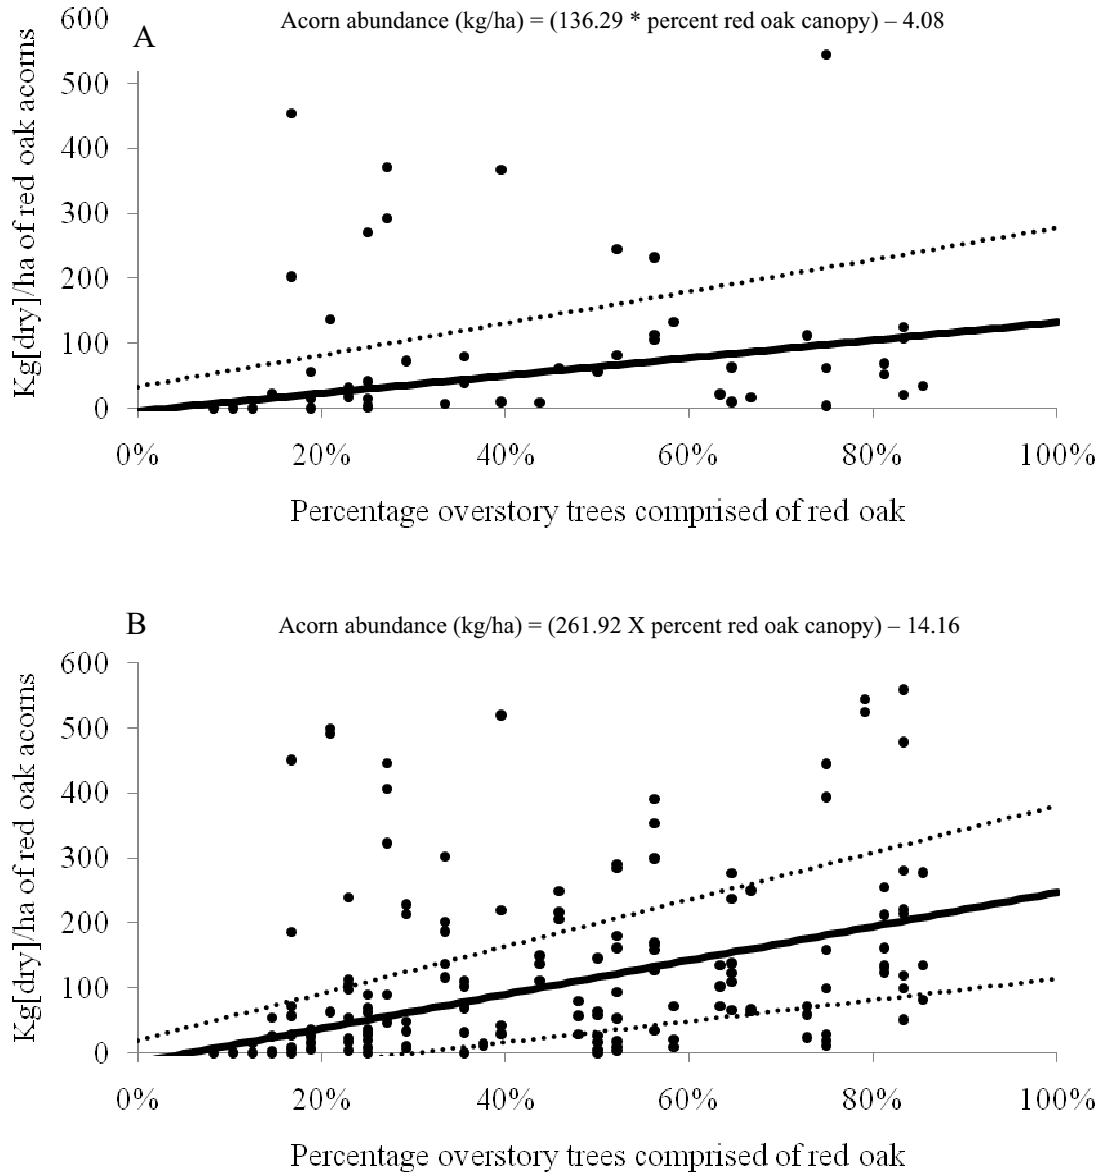 A
Acorn abundance (kg/ha) = (136.29 * percent red oak canopy) – 4.08
Kg[dry]/ha of red oak acorns
600
500
400
300
200
100
0
0% 20% 40% 60% 80% 100%
Percentage overstory trees comprised of red oak
B
Acorn abundance (kg/ha) = (261.92 X percent red oak canopy) – 14.16
Kg[dry]/ha of red oak acorns
600
500
400
300
200
100
0
0% 20% 40% 60% 80% 100%
Percentage overstory trees comprised of red oak